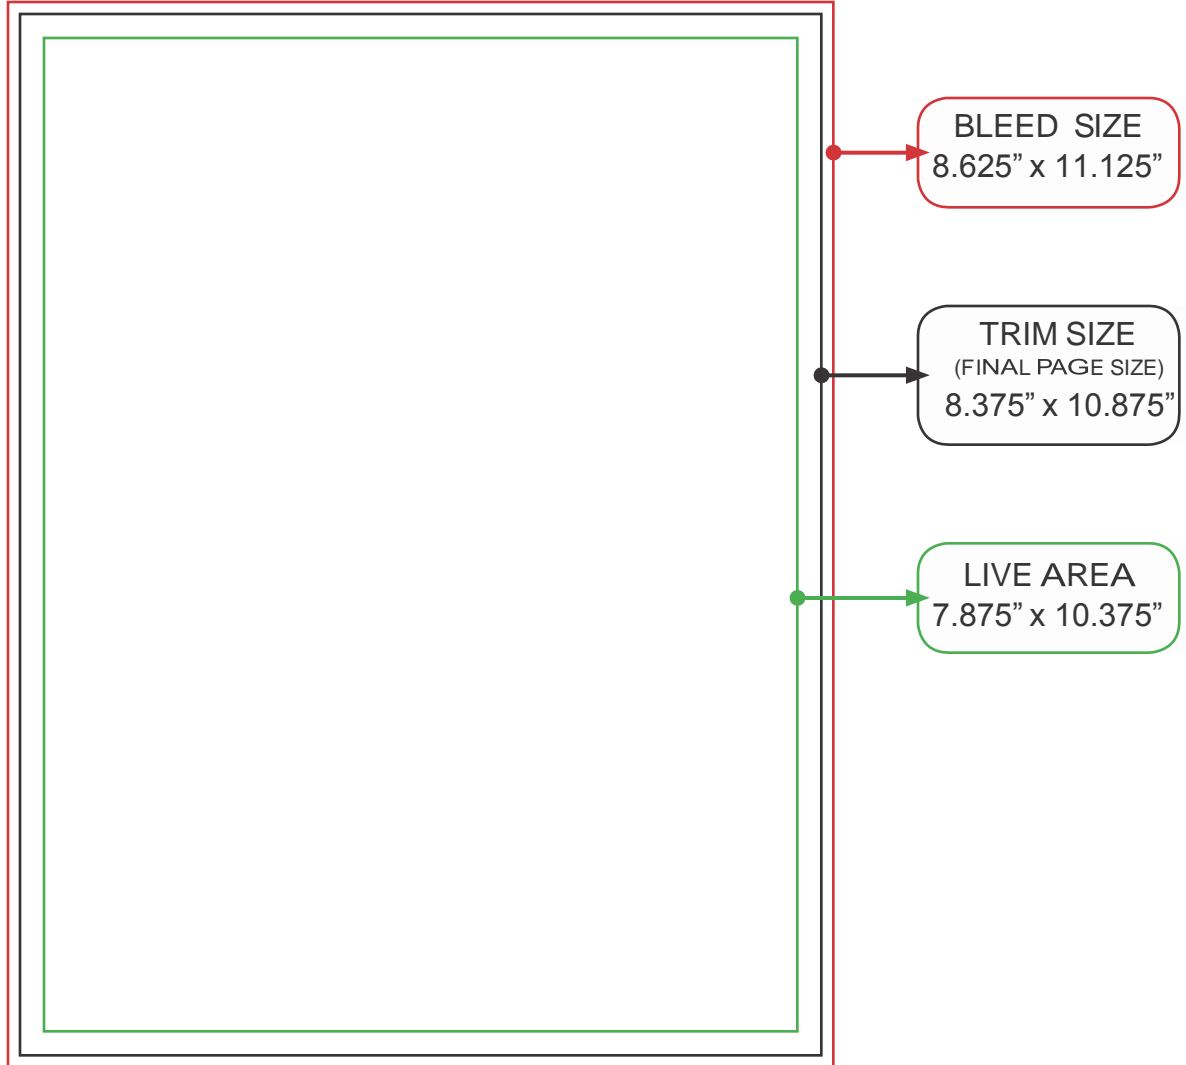 BLEED SIZE
8.625” x 11.125”
TRIM SIZE
(FINAL PAGE SIZE)
8.375” x 10.875”
LIVE AREA
7.875” x 10.375”